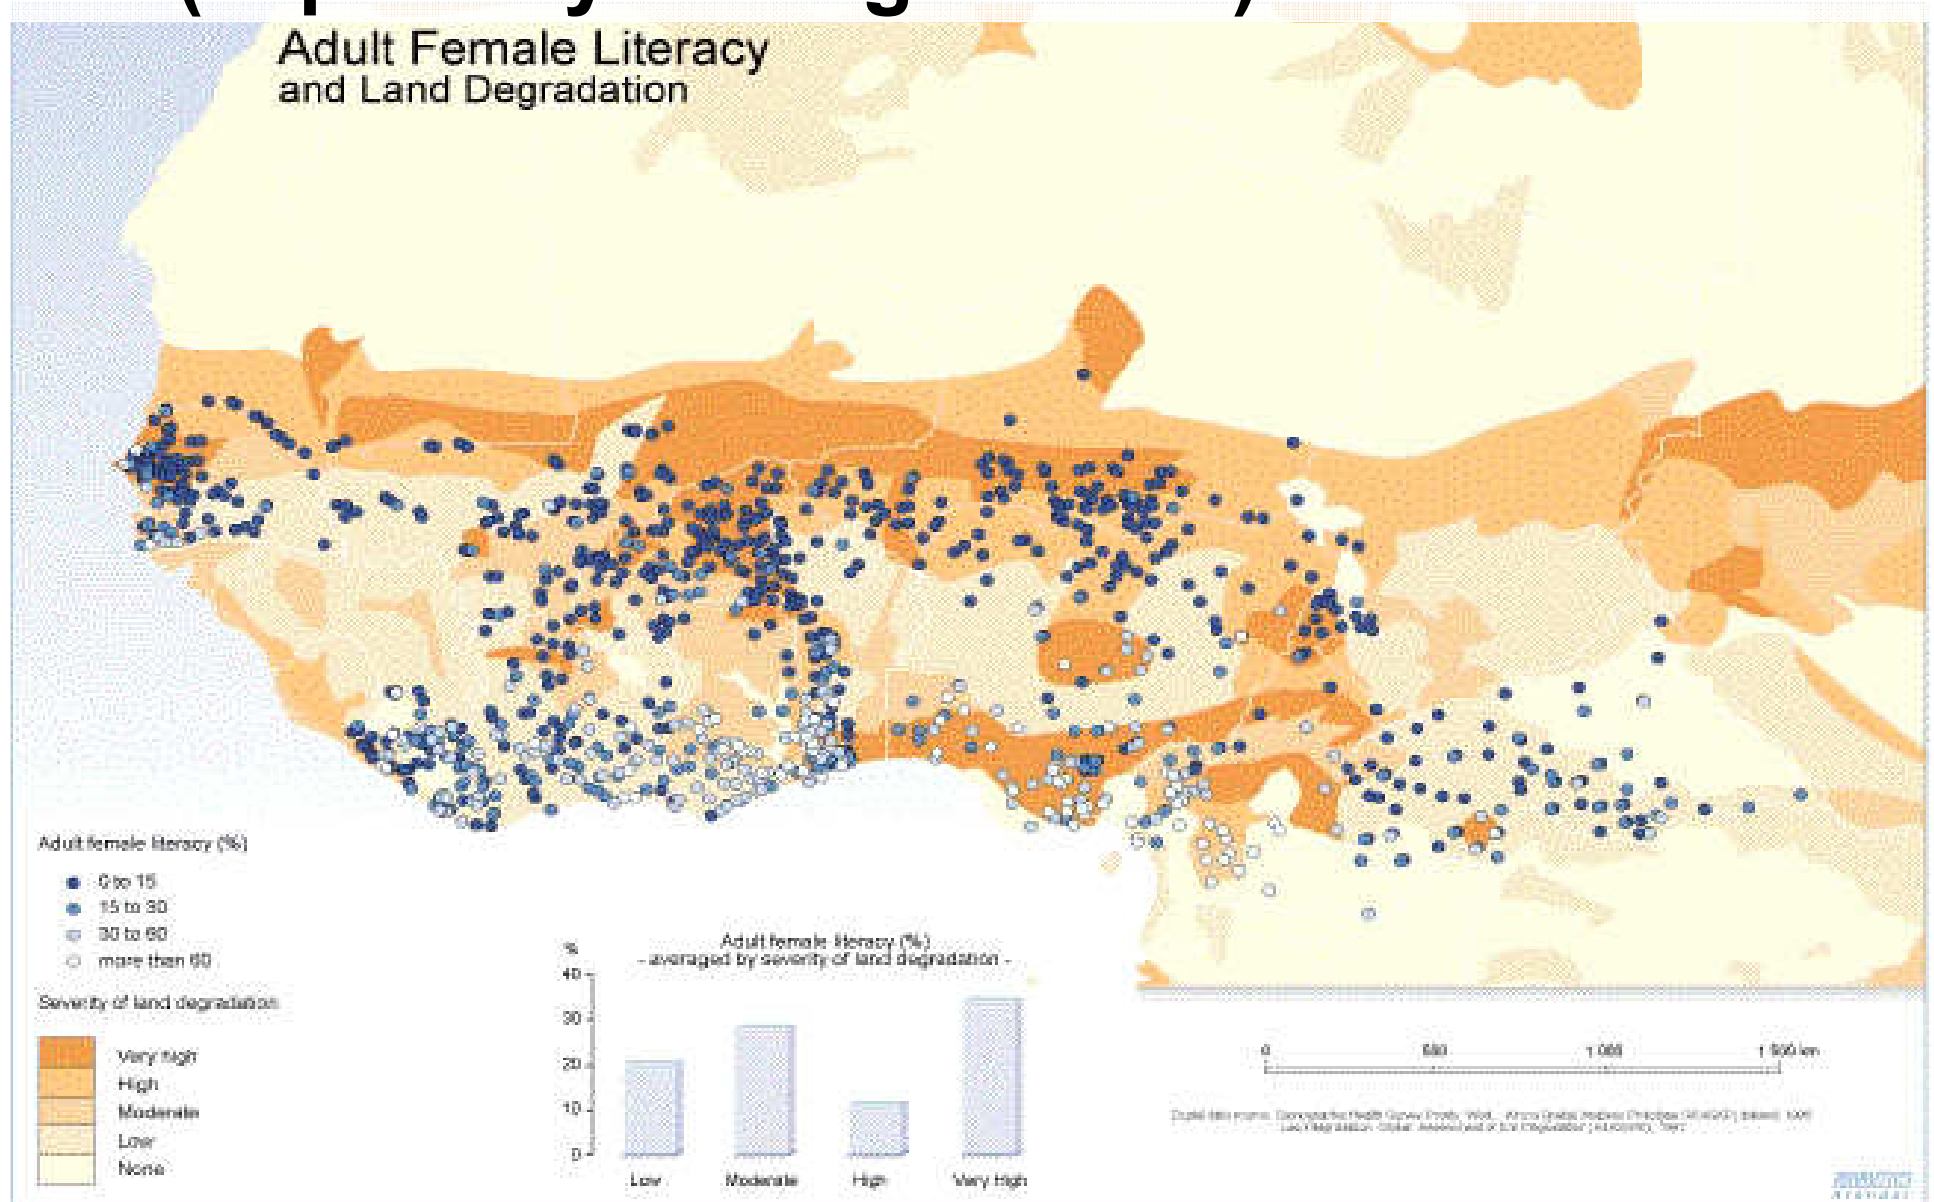 Adult Female Literacy
and Land Degradation
Adult female literacy (%)
0 to 15
15 to 30
30 to 60
more than 60
Severity of land degradation
Very high
High
Moderate
Low
None
%
Adult female literacy (%)
- averaged by severity of land degradation -
40
30
20
10
0
Low
Moderate
High
Very high
0
500
1 000
1 500 km